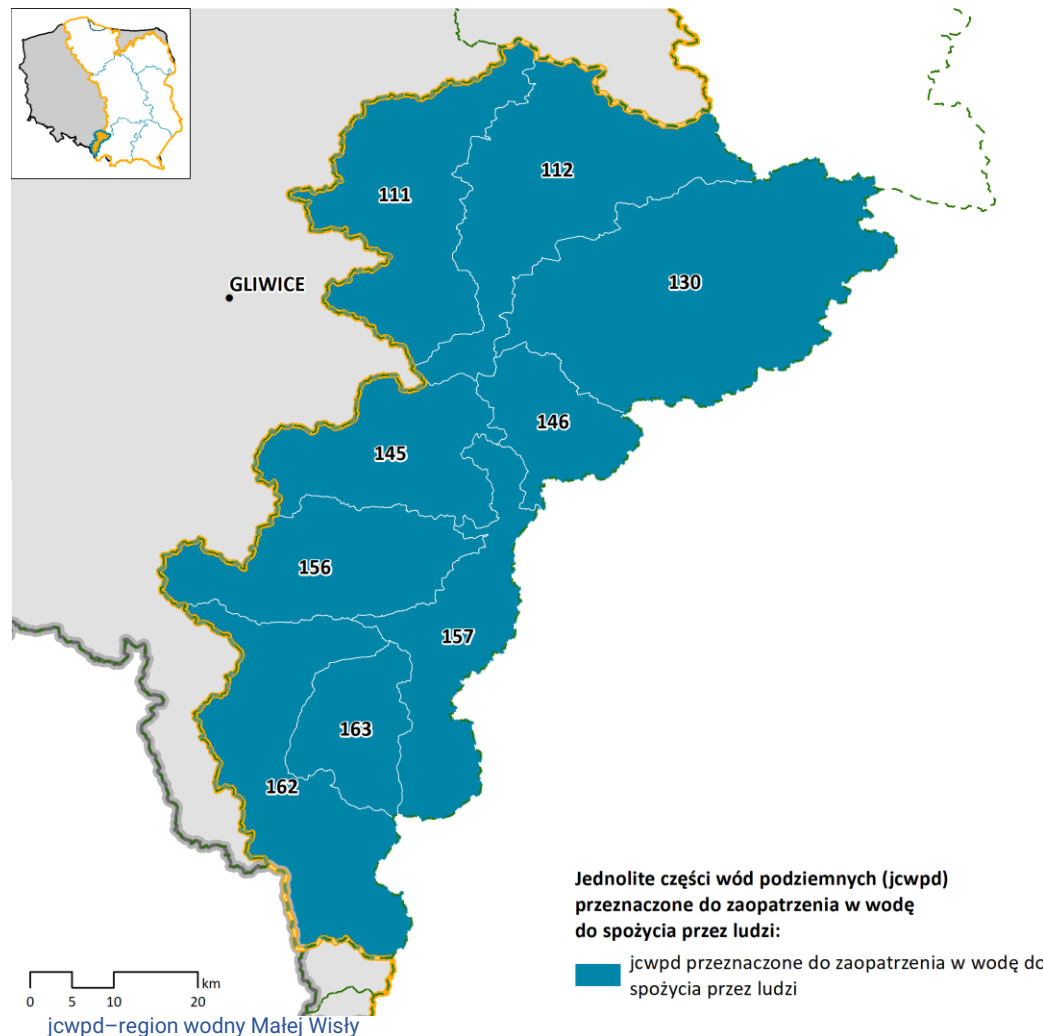 112
111
130
GLIWICE
146
145
156
157
163
162
Jednolite części wód podziemnych (jcwpd)
przeznaczone do zaopatrzenia w wodę
do spożycia przez ludzi:
jcwpd przeznaczone do zaopatrzenia w wodę do
spożycia przez ludzi
km
0 5 10 20
jcwpd–region wodny Małej Wisły